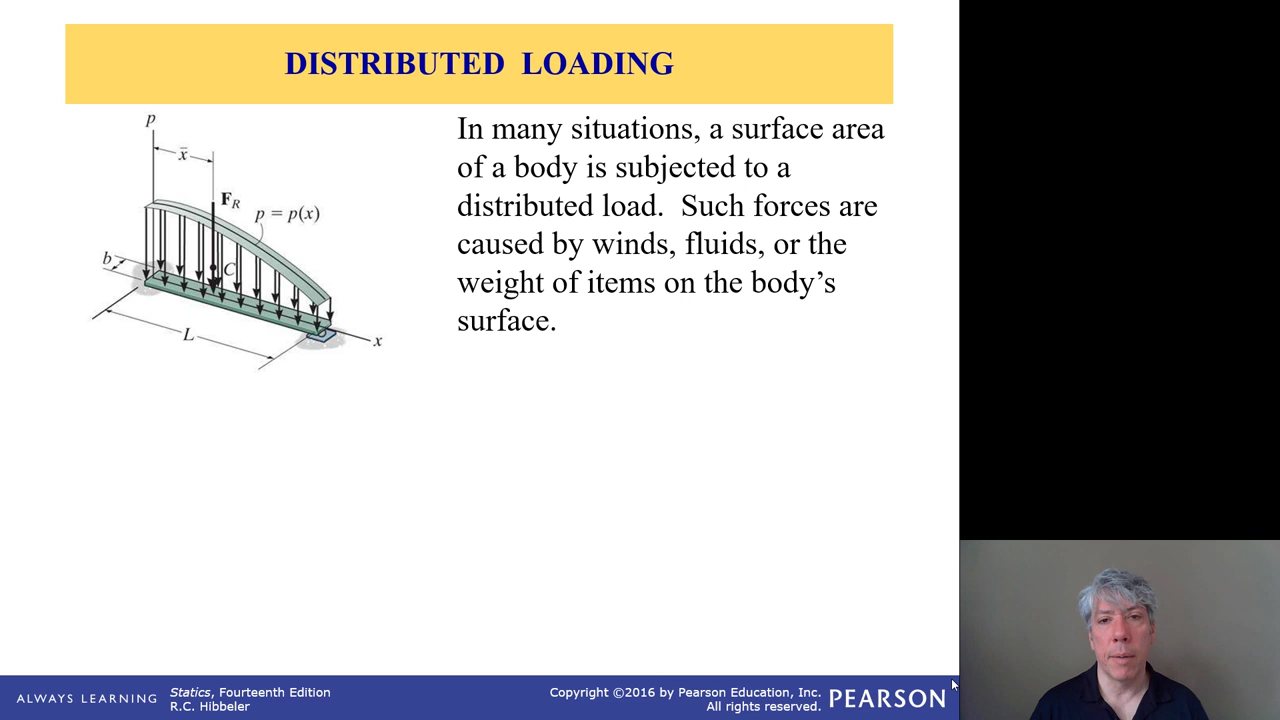 DISTRIBUTED LOADING
p
x̄
F_R
p = p(x)
b
C
L
x
In many situations, a surface area
of a body is subjected to a
distributed load. Such forces are
caused by winds, fluids, or the
weight of items on the body’s
surface.
ALWAYS LEARNING
Statics, Fourteenth Edition
R.C. Hibbeler
Copyright ©2016 by Pearson Education, Inc.
All rights reserved.
PEARSON